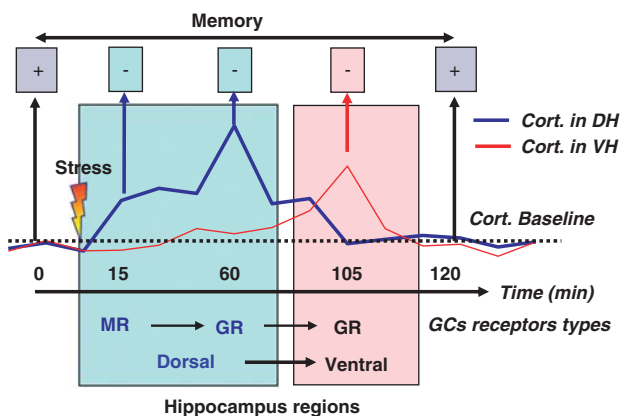 Memory
+ - - - +
Cort. in DH
Cort. in VH
Stress
Cort. Baseline
0 15 60 105 120
Time (min)
MR GR GR GCs receptors types
Dorsal Ventral
Hippocampus regions